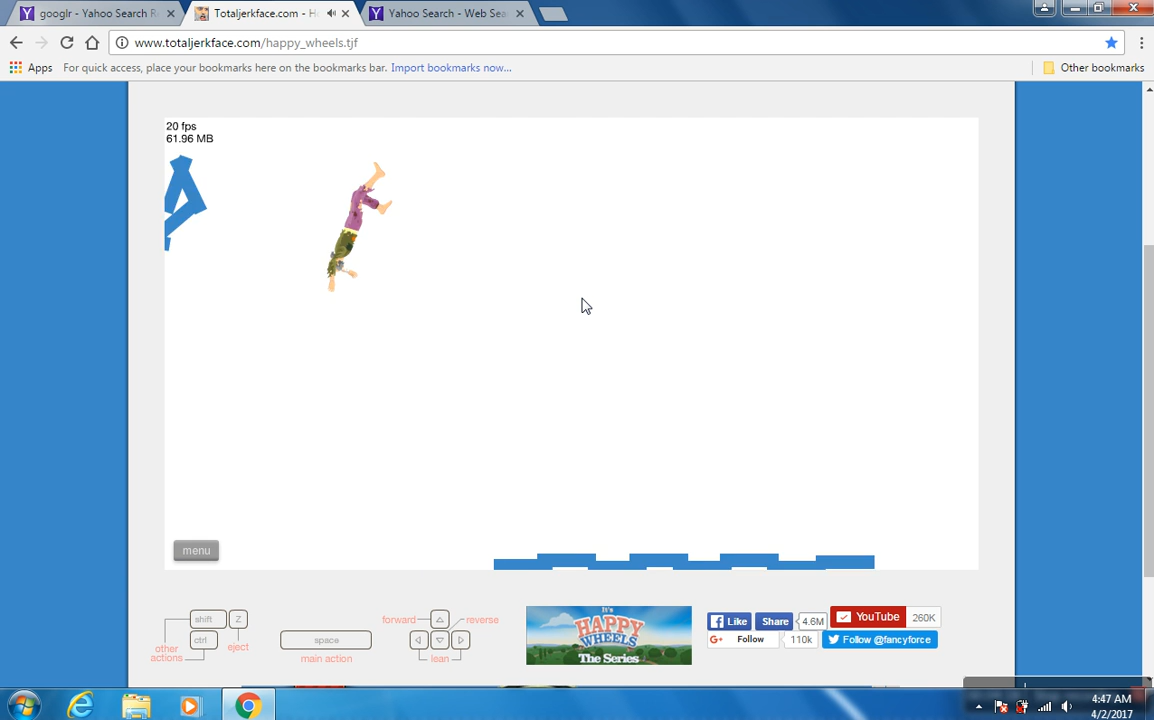 googlr - Yahoo Search R
Totaljerkface.com - H
Yahoo Search - Web Sea
www.totaljerkface.com/happy_wheels.tjf
Apps For quick access, place your bookmarks here on the bookmarks bar. Import bookmarks now... Other bookmarks
20 fps
61.96 MB
menu
shift Z
ctrl
other actions
eject
space
main action
forward
reverse
lean
It's
HAPPY
WHEELS
The Series
Like Share 4.6M YouTube 260K
G+ Follow 110k Follow @fancyforce
4:47 AM
4/2/2017